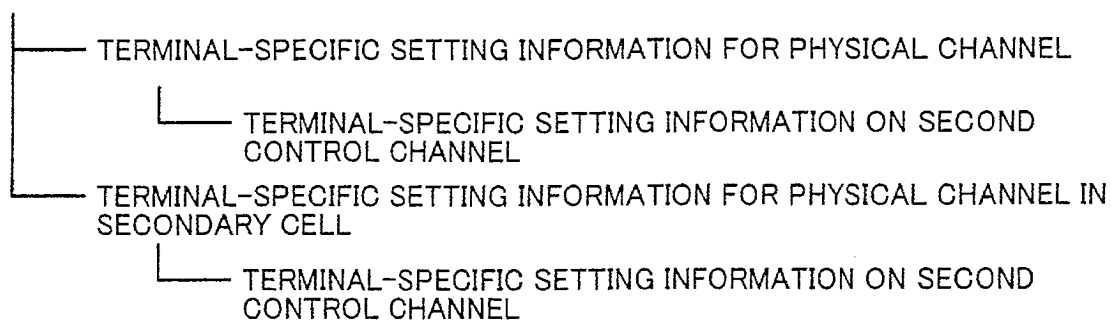 TERMINAL-SPECIFIC SETTING INFORMATION FOR PHYSICAL CHANNEL
TERMINAL-SPECIFIC SETTING INFORMATION ON SECOND
CONTROL CHANNEL
TERMINAL-SPECIFIC SETTING INFORMATION FOR PHYSICAL CHANNEL IN
SECONDARY CELL
TERMINAL-SPECIFIC SETTING INFORMATION ON SECOND
CONTROL CHANNEL